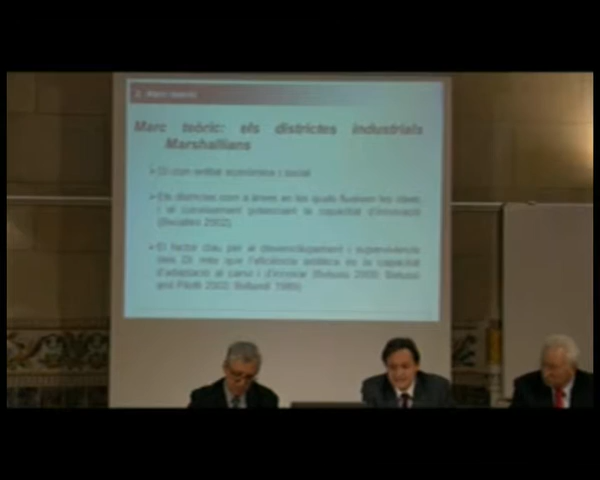 Marc teòric: els districtes industrials
Marshallians
DI com entitat econòmica i social
Els districtes com a àrees en les quals flueixen les idees
i el coneixement potenciant la capacitat d'innovació
(Becattini 2002)
El factor clau per al desenvolupament i supervivència
dels DI més que l'eficiència estàtica és la capacitat
d'adaptació al canvi i d'innovar